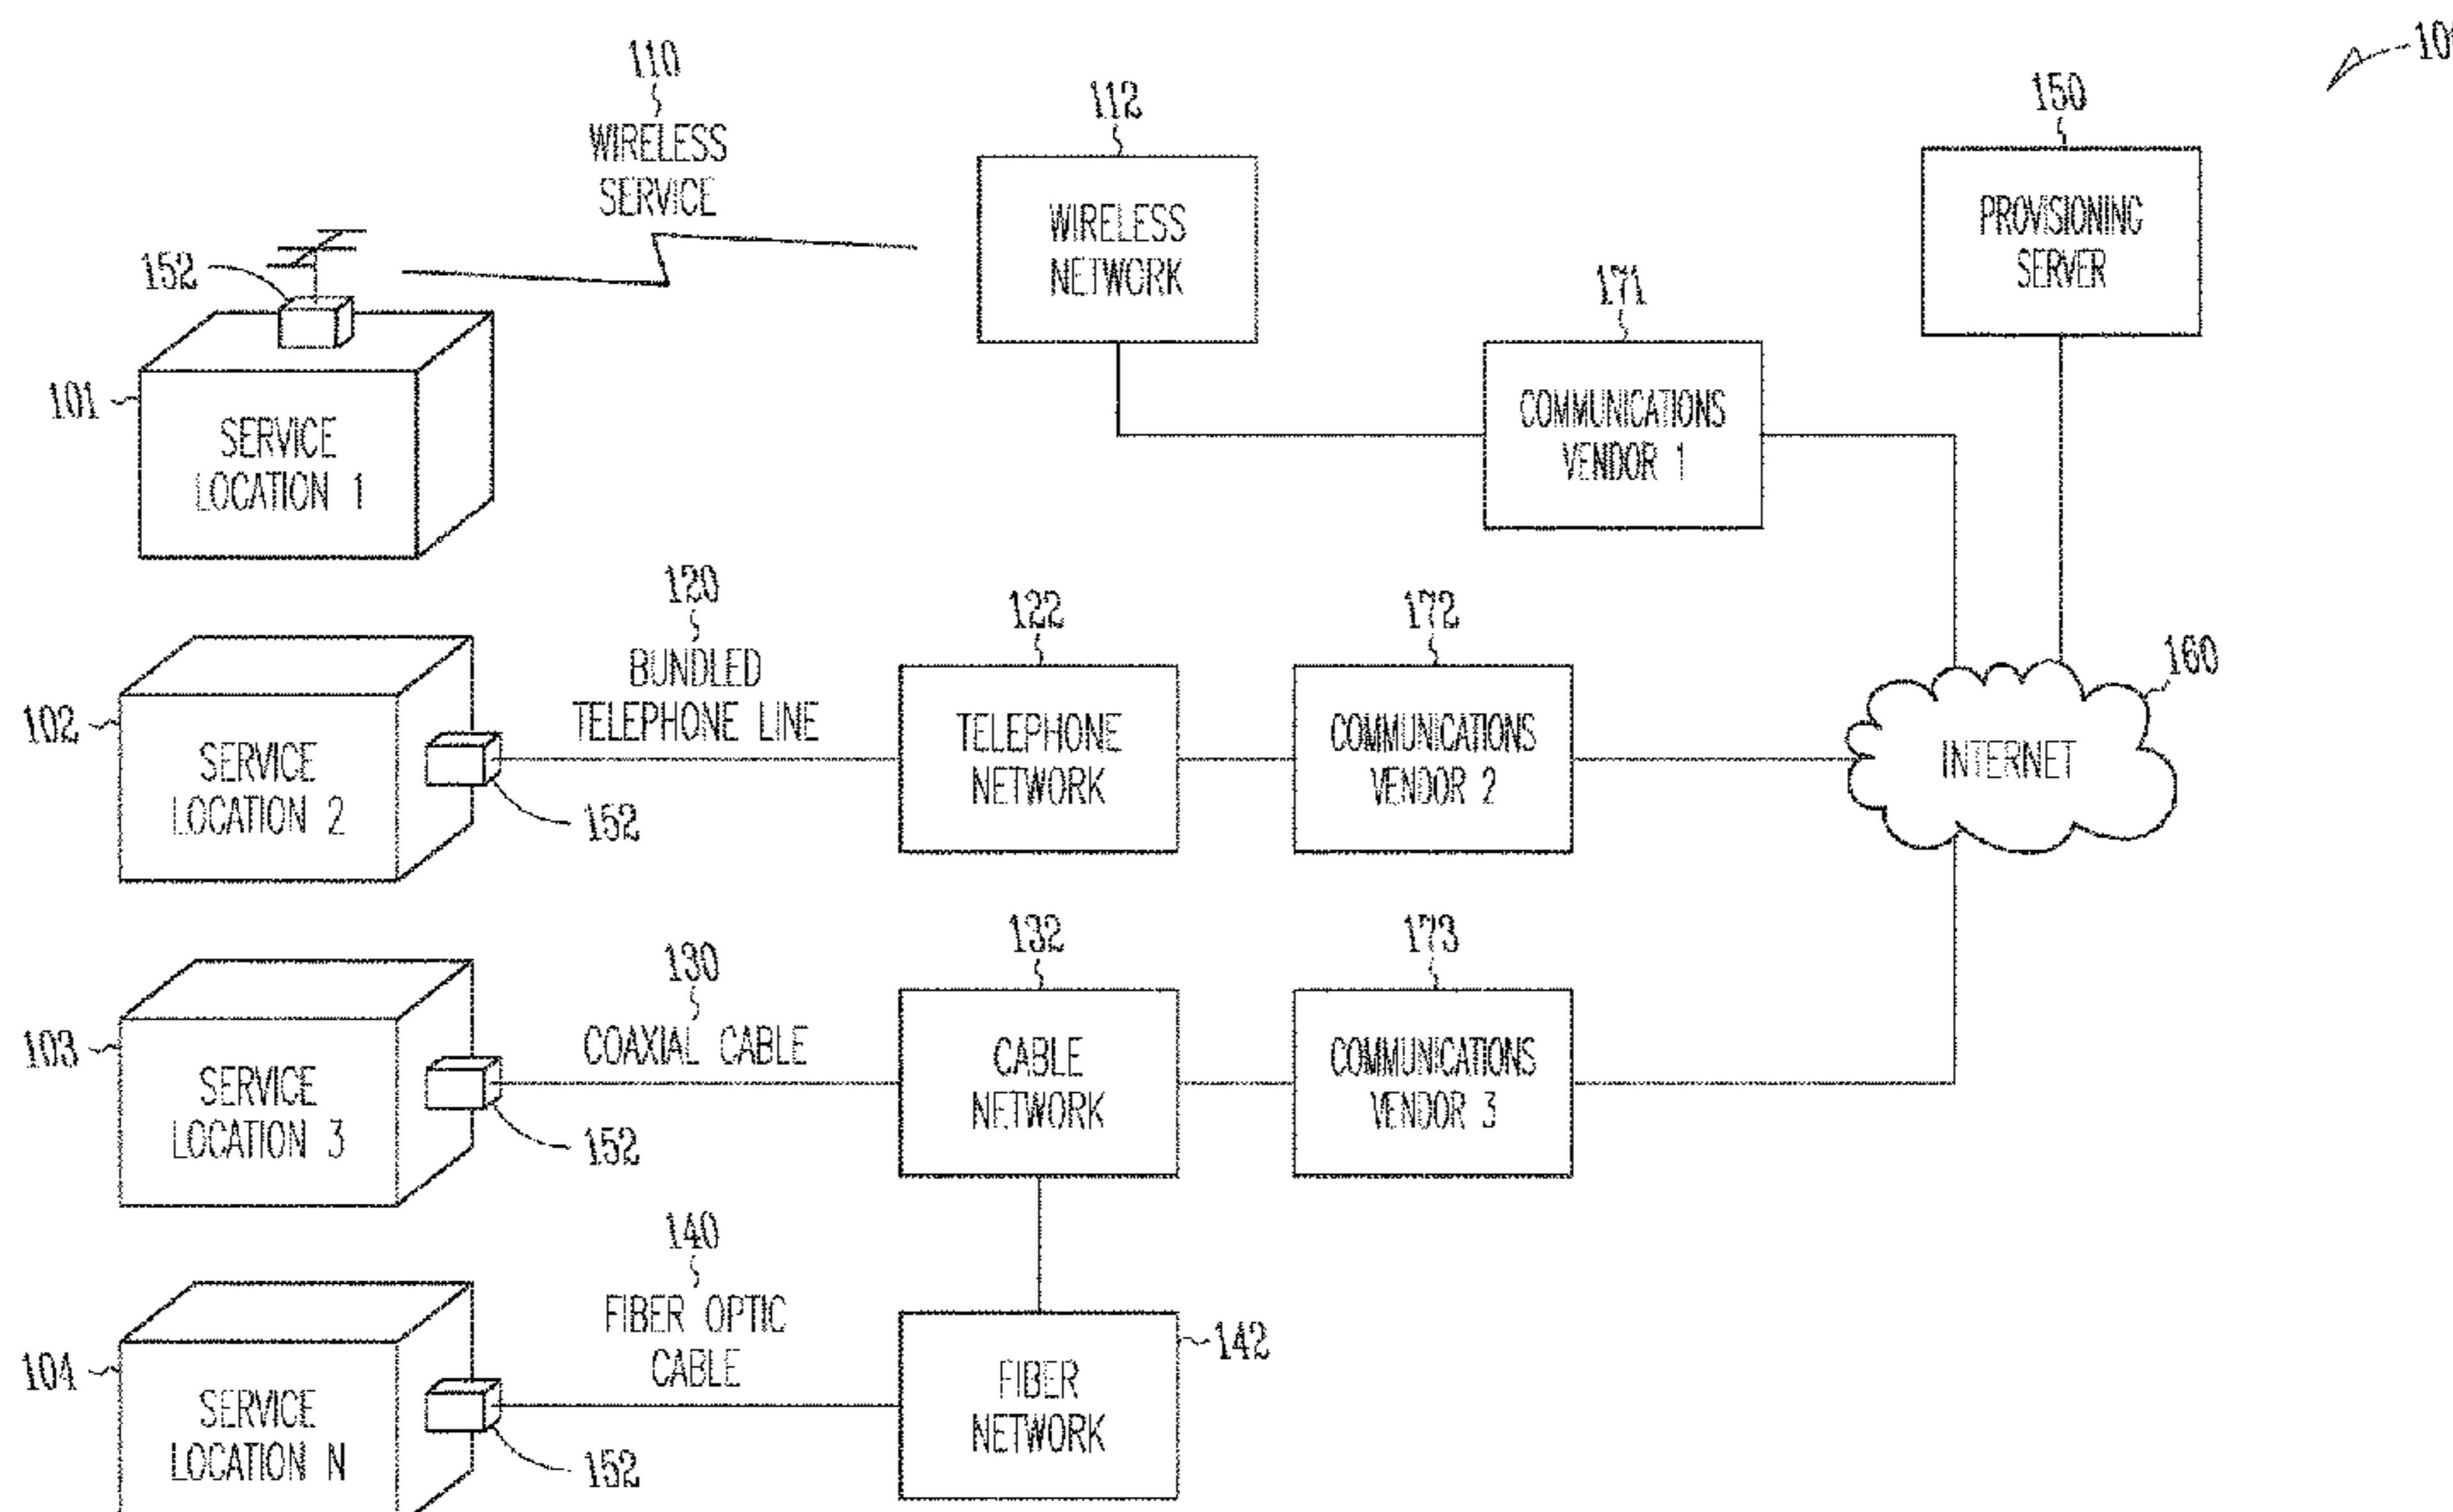 110
WIRELESS
SERVICE
112
WIRELESS
NETWORK
150
PROVISIONING
SERVER
171
COMMUNICATIONS
VENDOR 1
152
101
SERVICE
LOCATION 1
120
BUNDLED
TELEPHONE LINE
122
TELEPHONE
NETWORK
172
COMMUNICATIONS
VENDOR 2
160
INTERNET
102
SERVICE
LOCATION 2
152
130
COAXIAL CABLE
132
CABLE
NETWORK
173
COMMUNICATIONS
VENDOR 3
103
SERVICE
LOCATION 3
152
140
FIBER OPTIC
CABLE
142
FIBER
NETWORK
104
SERVICE
LOCATION N
152